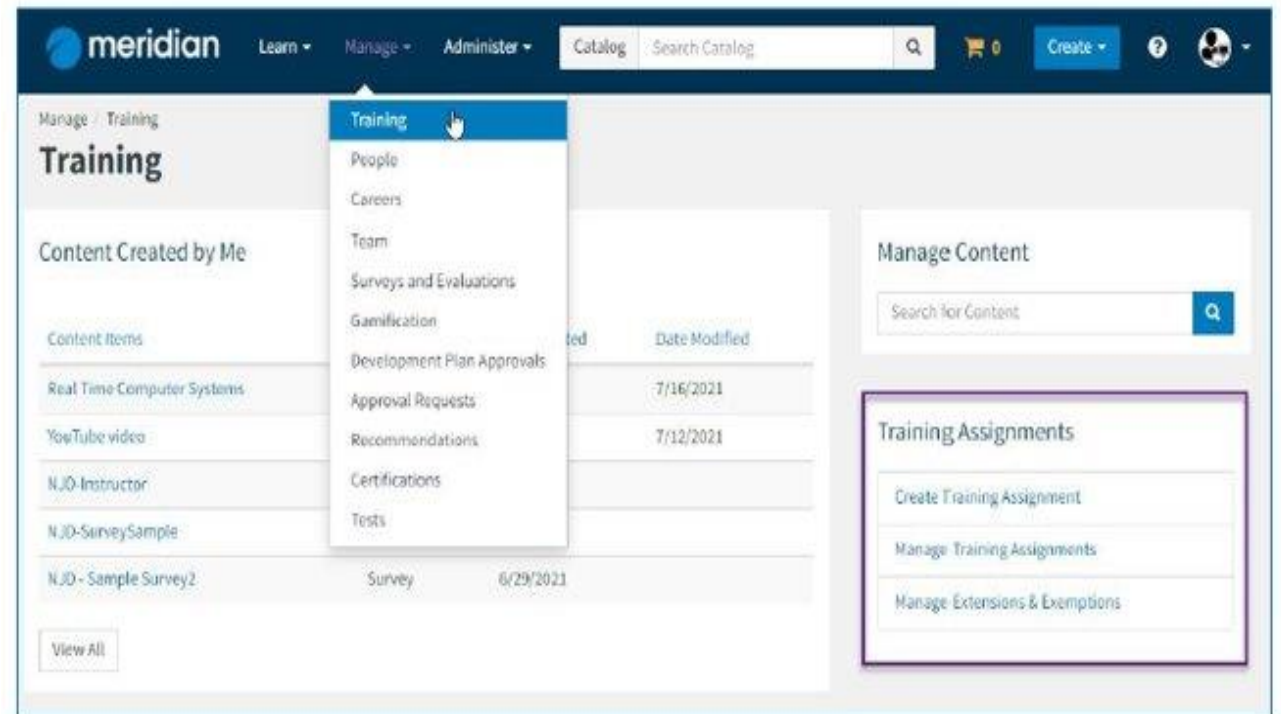 meridian Learn Manage Administer Catalog Search Catalog 0 Create ?
Manage / Training
Training
Training
People
Careers
Team
Surveys and Evaluations
Gamification
Development Plan Approvals
Approval Requests
Recommendations
Certifications
Tests
Content Created by Me
Content Items ted Date Modified
Real Time Computer Systems 7/16/2021
YouTube video 7/12/2021
NJD-Instructor
NJD-SurveySample
NJD - Sample Survey2 Survey 6/29/2021
View All
Manage Content
Search for Content
Training Assignments
Create Training Assignment
Manage Training Assignments
Manage Extensions & Exemptions